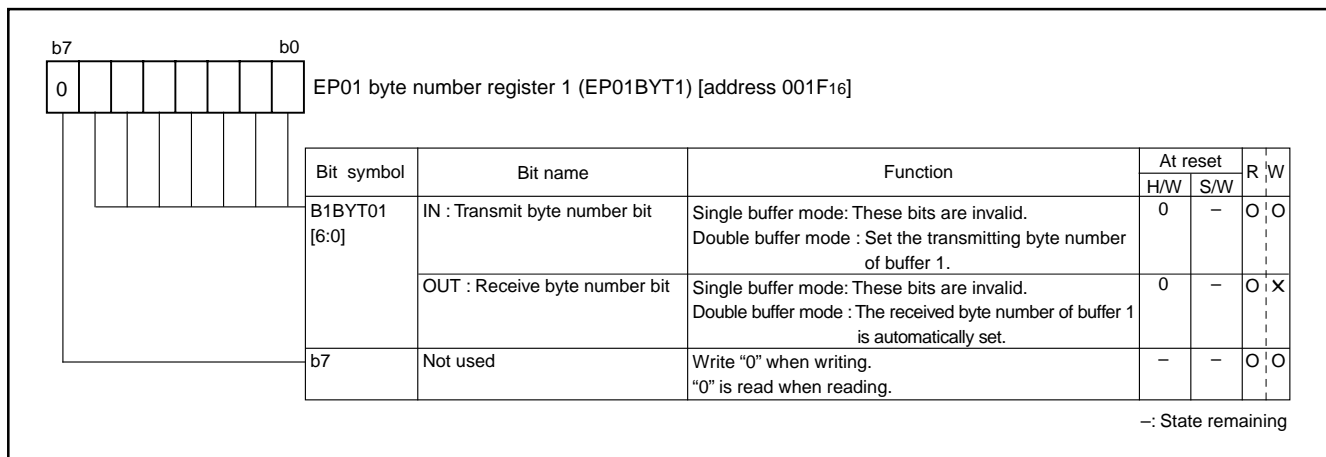 b7 b0
0
EP01 byte number register 1 (EP01BYT1) [address 001F16]
Bit symbol Bit name Function At reset R W
H/W S/W
B1BYT01 IN : Transmit byte number bit Single buffer mode: These bits are invalid. 0 – O O
[6:0] Double buffer mode : Set the transmitting byte number
of buffer 1.
OUT : Receive byte number bit Single buffer mode: These bits are invalid. 0 – O ×
Double buffer mode : The received byte number of buffer 1
is automatically set.
b7 Not used Write “0” when writing. – – O O
“0” is read when reading.
–: State remaining